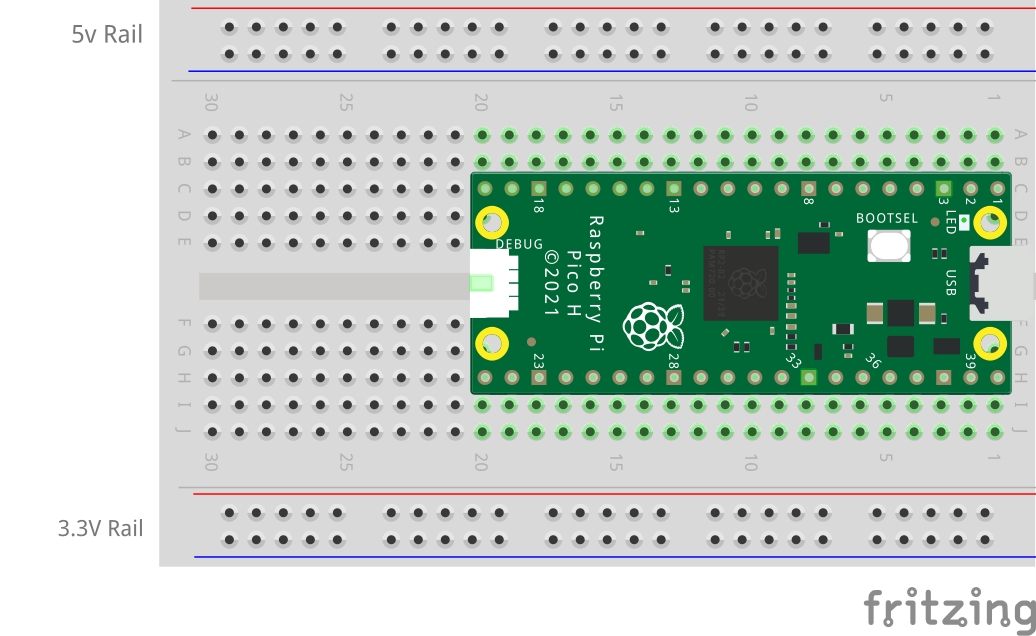 5v Rail
30 25 20 15 10 5 1
A A
B B
C C
D D
E E
18 13 8 3 2 1
DEBUG
Raspberry Pi
Pico H
©2021
BOOTSEL
LED
USB
23 28 33 36 39
F F
G G
H H
I I
J J
30 25 20 15 10 5 1
3.3V Rail
fritzing